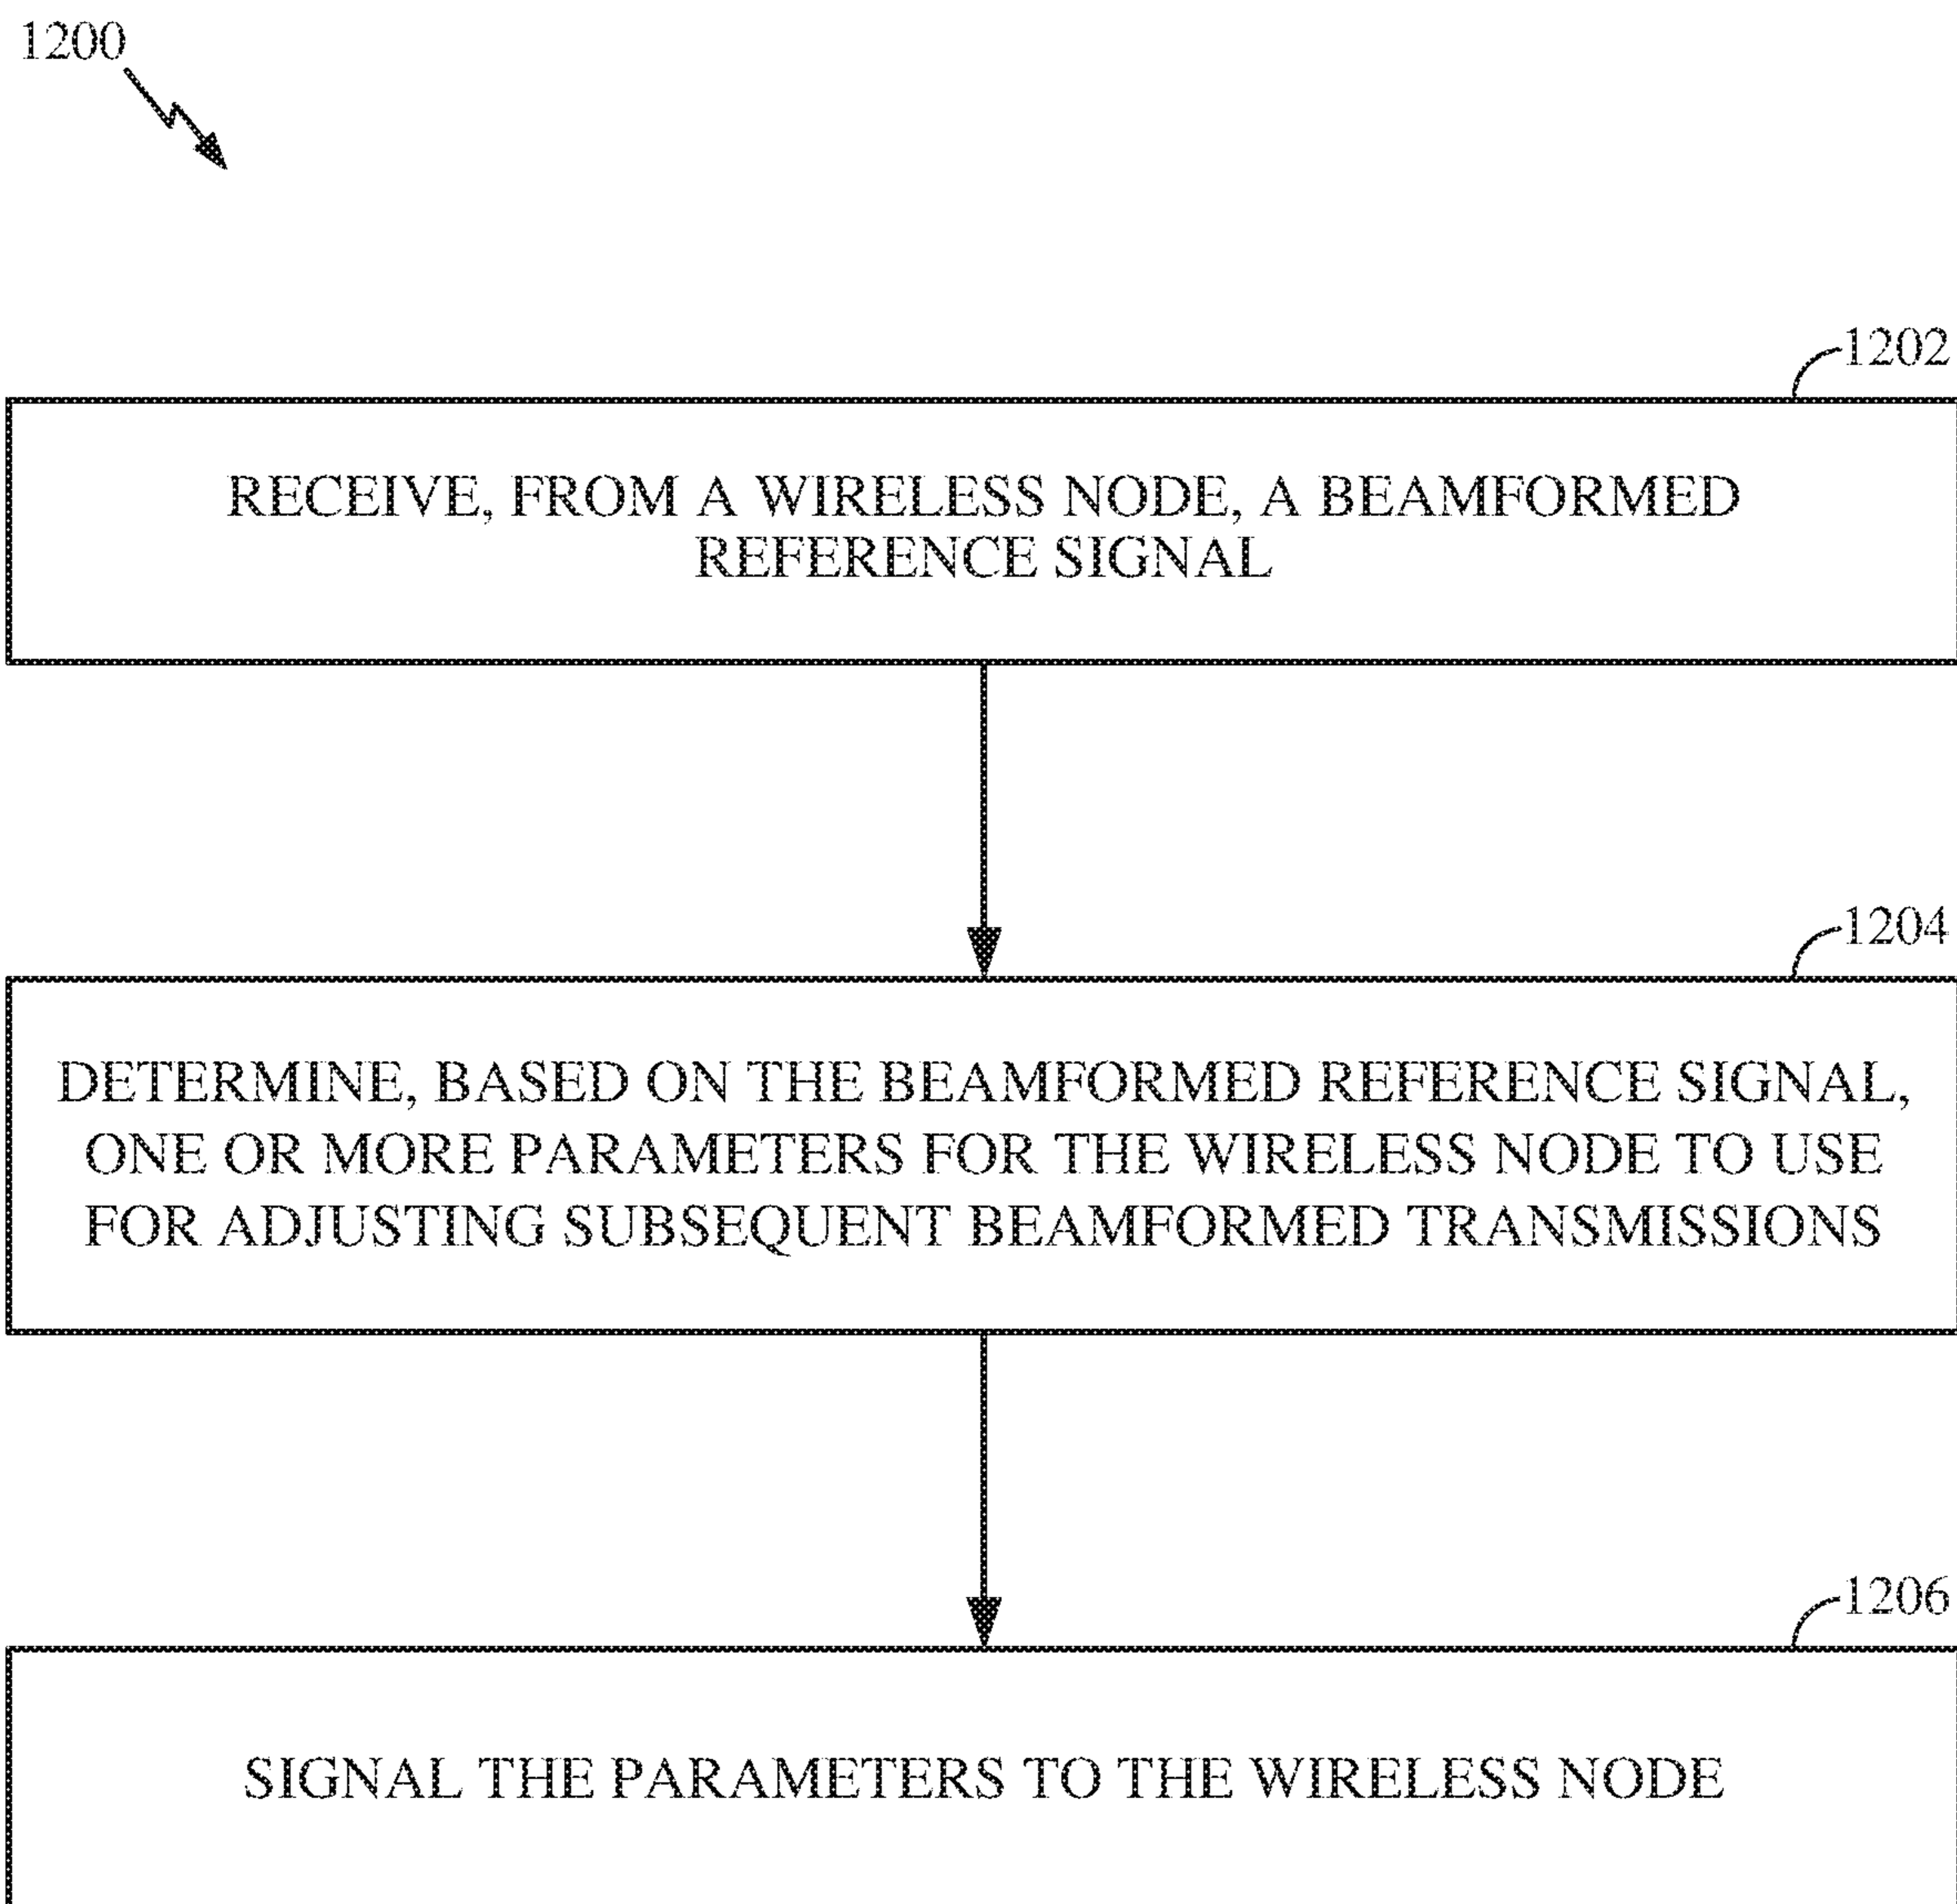 1200
1202
RECEIVE, FROM A WIRELESS NODE, A BEAMFORMED
REFERENCE SIGNAL
1204
DETERMINE, BASED ON THE BEAMFORMED REFERENCE SIGNAL,
ONE OR MORE PARAMETERS FOR THE WIRELESS NODE TO USE
FOR ADJUSTING SUBSEQUENT BEAMFORMED TRANSMISSIONS
1206
SIGNAL THE PARAMETERS TO THE WIRELESS NODE